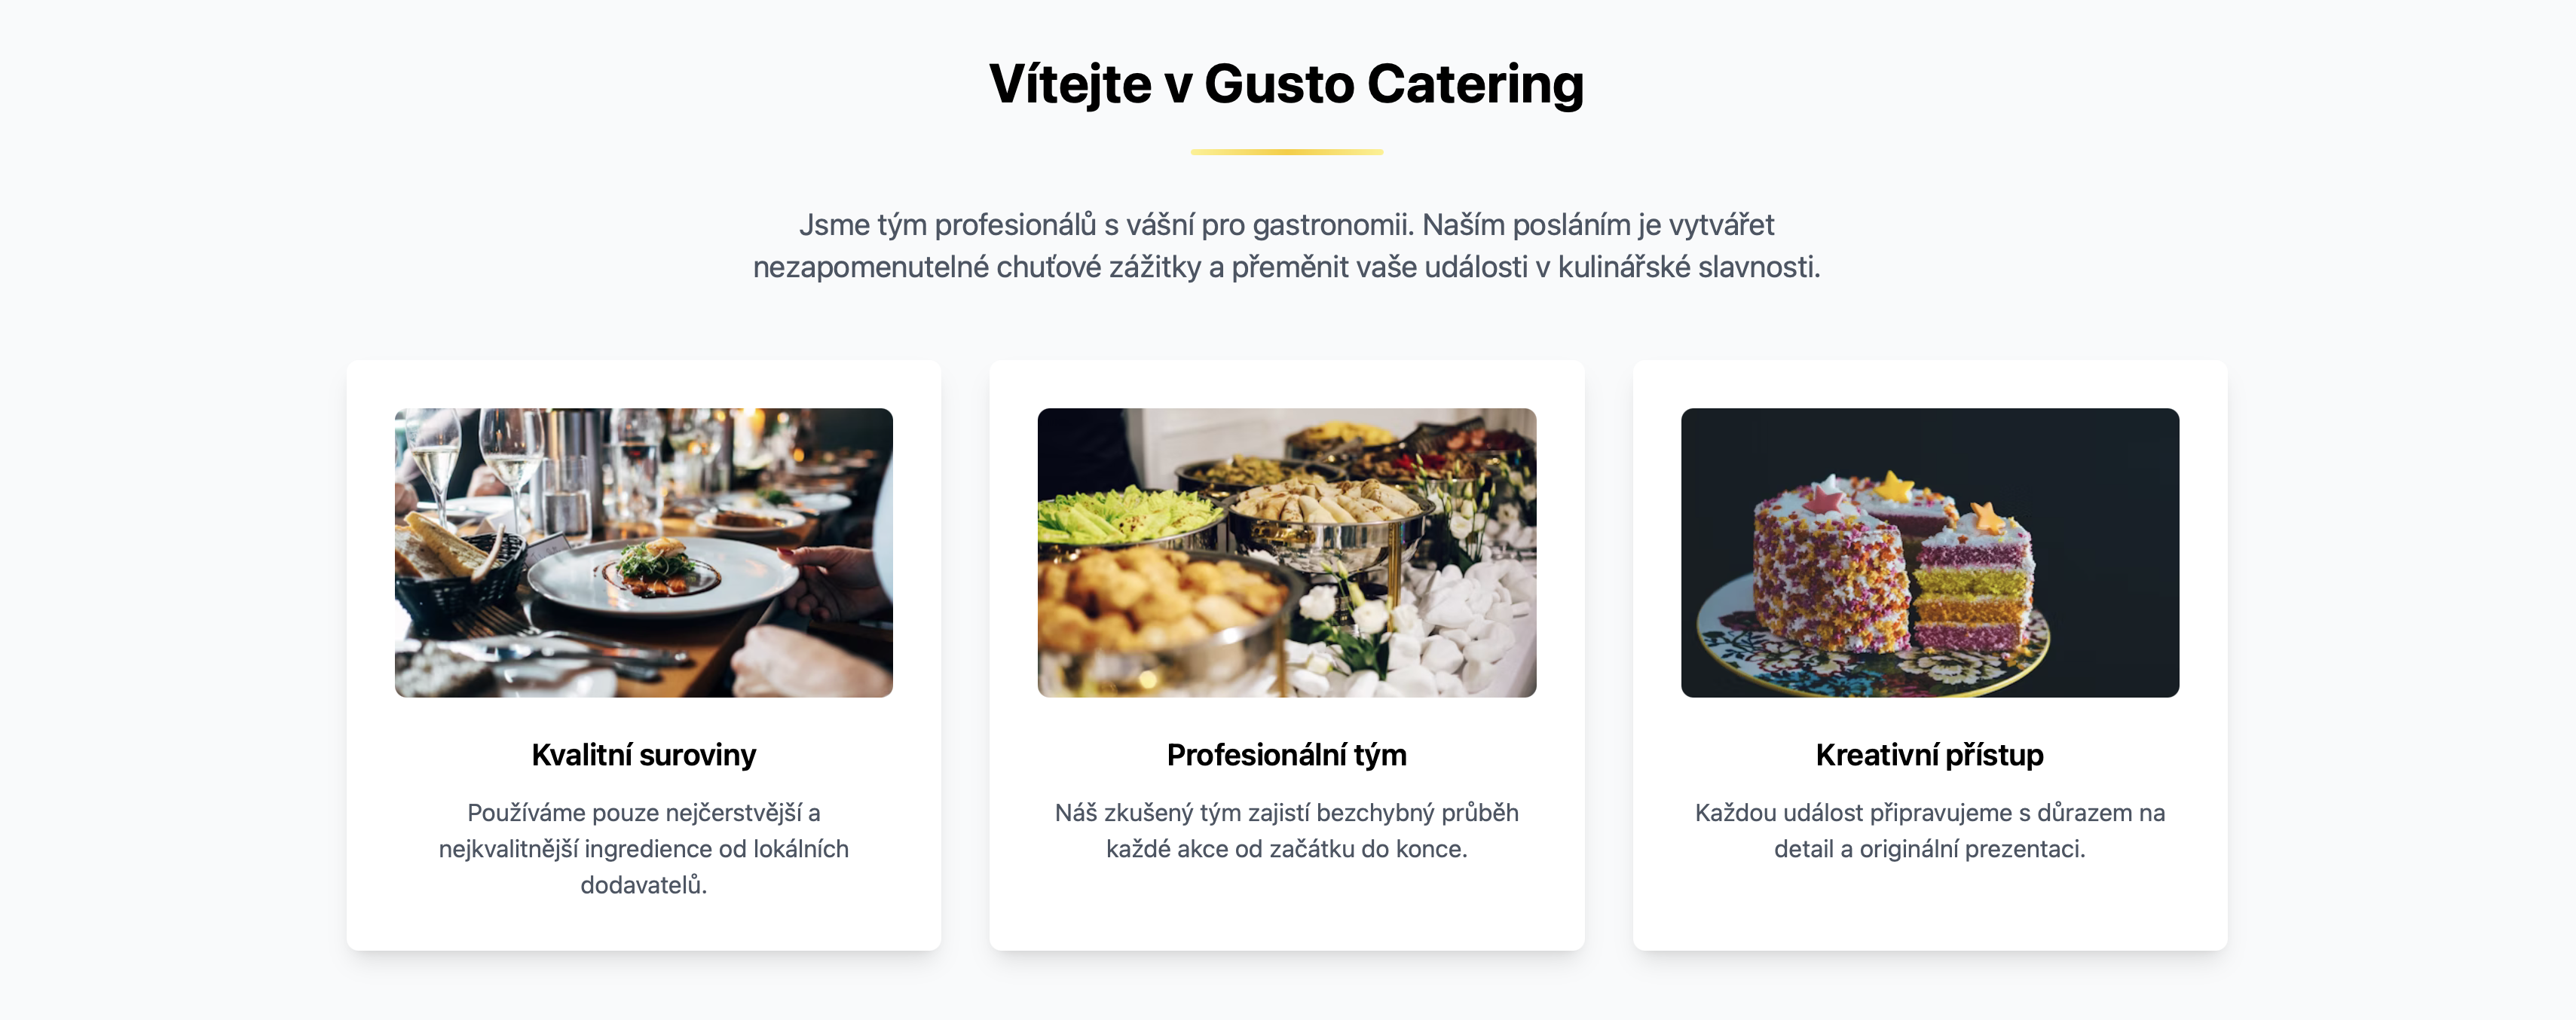 Vítejte v Gusto Catering
Jsme tým profesionálů s vášní pro gastronomii. Naším posláním je vytvářet
nezapomenutelné chuťové zážitky a přeměnit vaše události v kulinářské slavnosti.
Kvalitní suroviny
Používáme pouze nejčerstvější a
nejkvalitnější ingredience od lokálních
dodavatelů.
Profesionální tým
Náš zkušený tým zajistí bezchybný průběh
každé akce od začátku do konce.
Kreativní přístup
Každou událost připravujeme s důrazem na
detail a originální prezentaci.